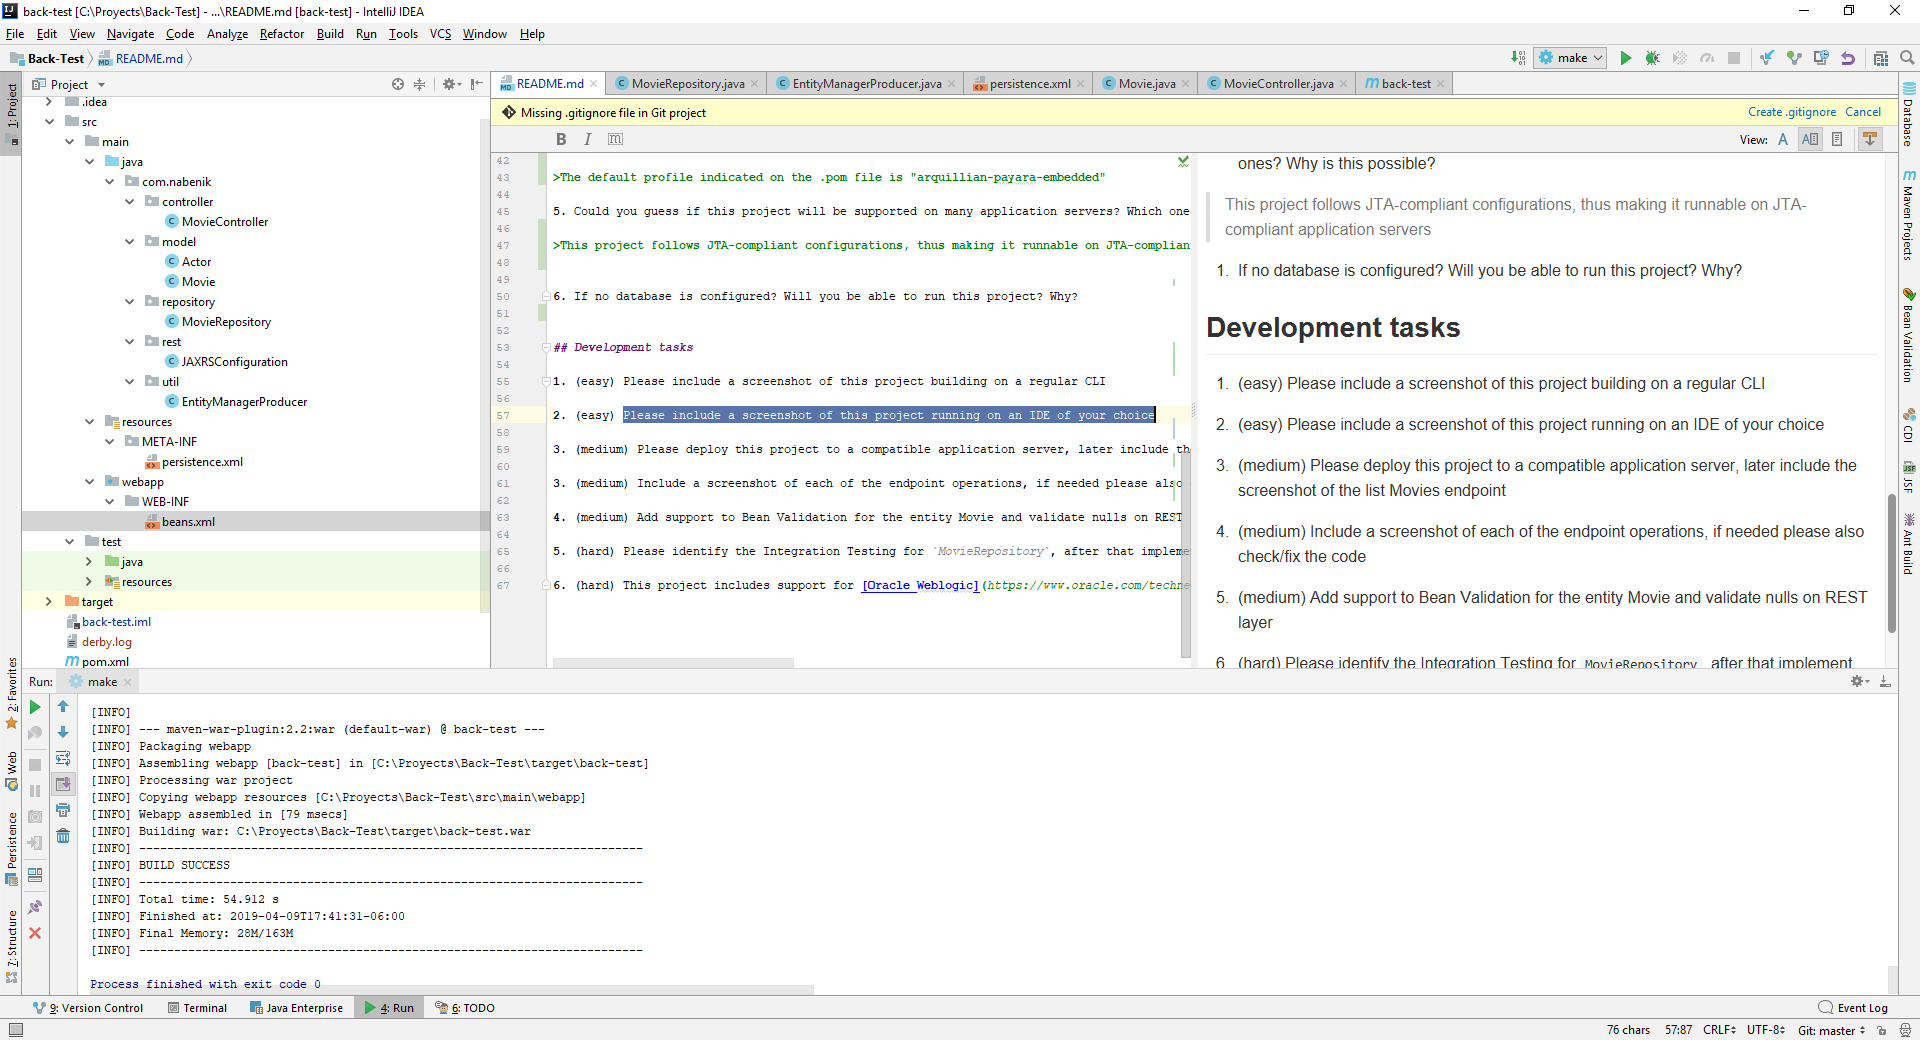 back-test [C:\Proyects\Back-Test] - ...\README.md [back-test] - IntelliJ IDEA
File Edit View Navigate Code Analyze Refactor Build Run Tools VCS Window Help
Back-Test README.md
make
Project
README.md MovieRepository.java EntityManagerProducer.java persistence.xml Movie.java MovieController.java back-test
Missing .gitignore file in Git project
Create .gitignore Cancel
B I m
View: A
1: Project
.idea
src
main
java
com.nabenik
controller
MovieController
model
Actor
Movie
repository
MovieRepository
rest
JAXRSConfiguration
util
EntityManagerProducer
resources
META-INF
persistence.xml
webapp
WEB-INF
beans.xml
test
java
resources
target
back-test.iml
derby.log
pom.xml
42
43 >The default profile indicated on the .pom file is "arquillian-payara-embedded"
44
45 5. Could you guess if this project will be supported on many application servers? Which one
46
47 >This project follows JTA-compliant configurations, thus making it runnable on JTA-complian
48
49
50 6. If no database is configured? Will you be able to run this project? Why?
51
52
53 ## Development tasks
54
55 1. (easy) Please include a screenshot of this project building on a regular CLI
56
57 2. (easy) Please include a screenshot of this project running on an IDE of your choice
58
59 3. (medium) Please deploy this project to a compatible application server, later include th
60
61 3. (medium) Include a screenshot of each of the endpoint operations, if needed please also
62
63 4. (medium) Add support to Bean Validation for the entity Movie and validate nulls on REST
64
65 5. (hard) Please identify the Integration Testing for `MovieRepository`, after that impleme
66
67 6. (hard) This project includes support for [Oracle Weblogic](https://www.oracle.com/techne
ones? Why is this possible?
This project follows JTA-compliant configurations, thus making it runnable on JTA-
compliant application servers
1. If no database is configured? Will you be able to run this project? Why?
Development tasks
1. (easy) Please include a screenshot of this project building on a regular CLI
2. (easy) Please include a screenshot of this project running on an IDE of your choice
3. (medium) Please deploy this project to a compatible application server, later include the
screenshot of the list Movies endpoint
4. (medium) Include a screenshot of each of the endpoint operations, if needed please also
check/fix the code
5. (medium) Add support to Bean Validation for the entity Movie and validate nulls on REST
layer
6. (hard) Please identify the Integration Testing for MovieRepository, after that implement
Database
Maven Projects
Bean Validation
CDI
JSF
Ant Build
2: Favorites
Web
Persistence
7: Structure
Run: make
[INFO]
[INFO] --- maven-war-plugin:2.2:war (default-war) @ back-test ---
[INFO] Packaging webapp
[INFO] Assembling webapp [back-test] in [C:\Proyects\Back-Test\target\back-test]
[INFO] Processing war project
[INFO] Copying webapp resources [C:\Proyects\Back-Test\src\main\webapp]
[INFO] Webapp assembled in [79 msecs]
[INFO] Building war: C:\Proyects\Back-Test\target\back-test.war
[INFO] ------------------------------------------------------------------------
[INFO] BUILD SUCCESS
[INFO] ------------------------------------------------------------------------
[INFO] Total time: 54.912 s
[INFO] Finished at: 2019-04-09T17:41:31-06:00
[INFO] Final Memory: 28M/163M
[INFO] ------------------------------------------------------------------------
Process finished with exit code 0
9: Version Control Terminal Java Enterprise 4: Run 6: TODO Event Log
76 chars 57:87 CRLF UTF-8 Git: master